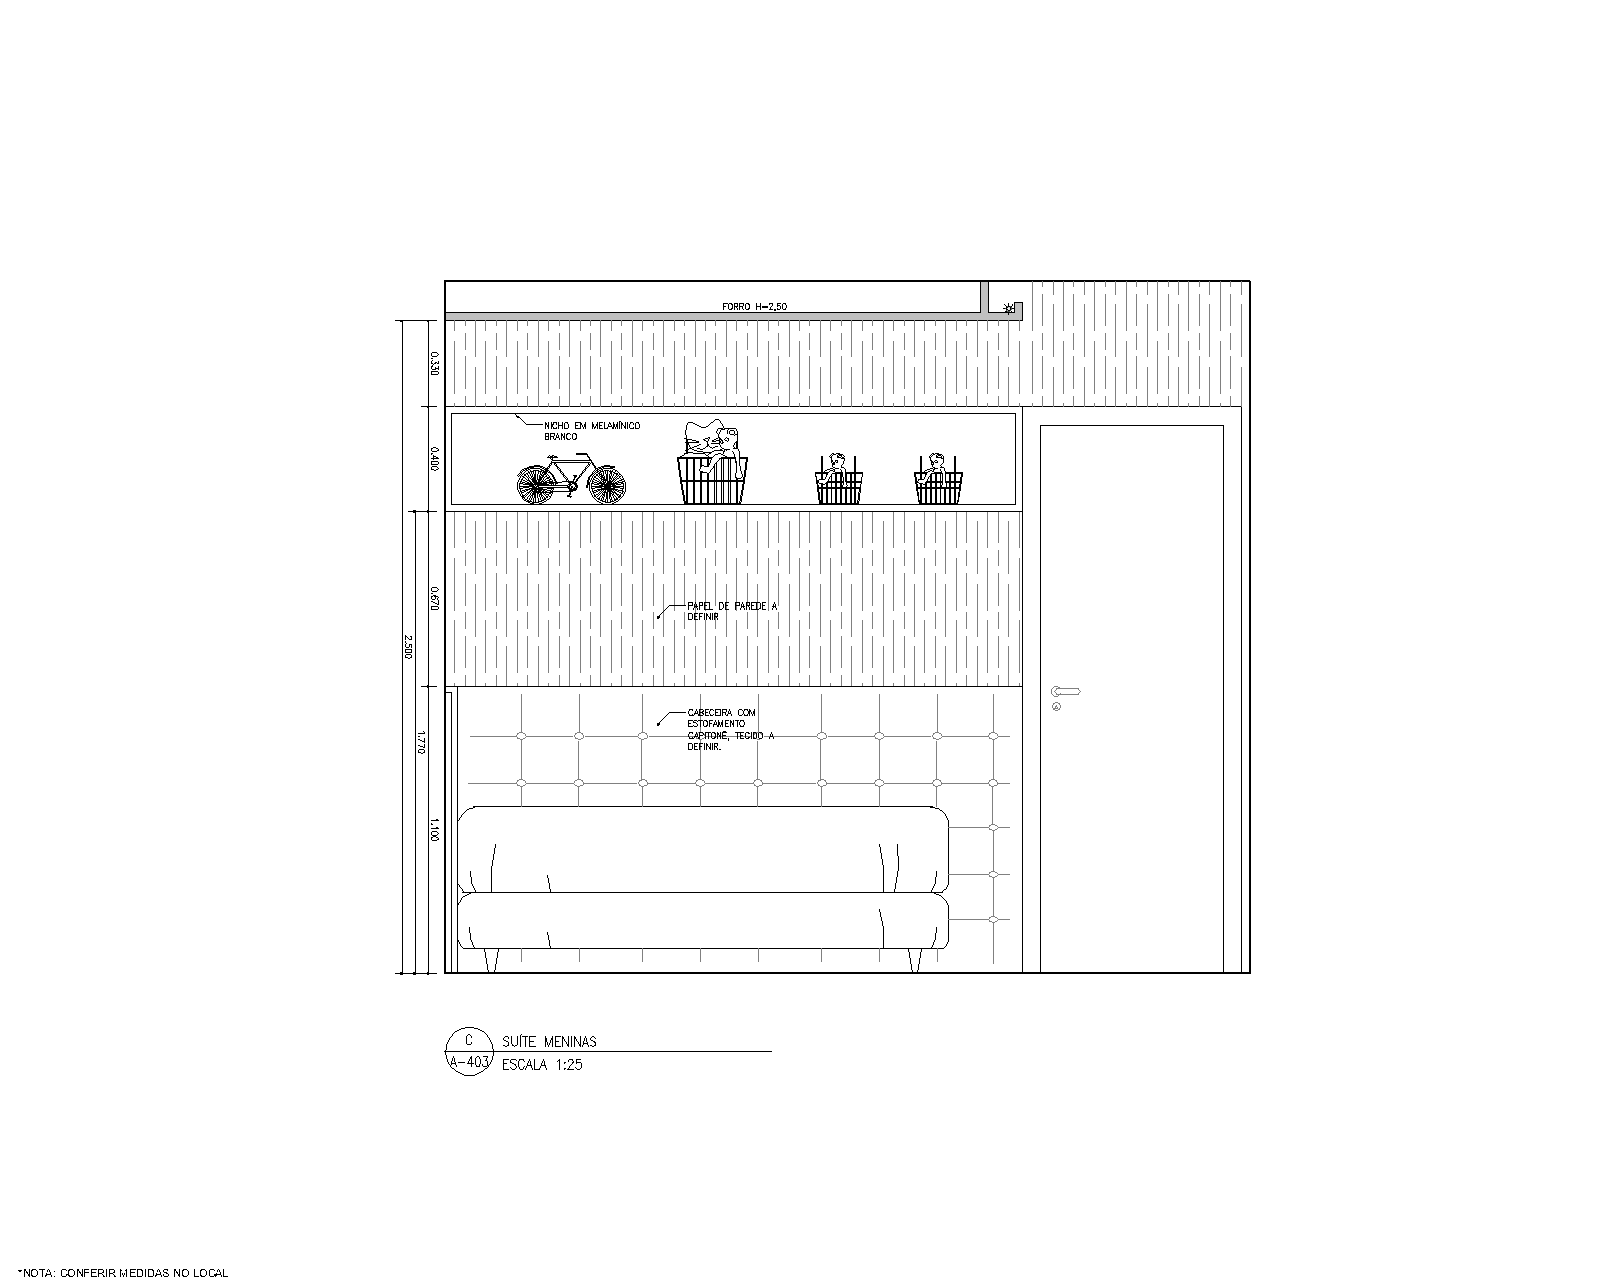 FORRO H=2,50
0.330
NICHO EM MELAMÍNICO
BRANCO
0.400
PAPEL DE PAREDE A
DEFINIR
0.670
2.500
CABECEIRA COM
ESTOFAMENTO
CAPITONÊ, TECIDO A
DEFINIR.
1.770
1.100
C
A-403
SUÍTE MENINAS
ESCALA 1:25
*NOTA: CONFERIR MEDIDAS NO LOCAL